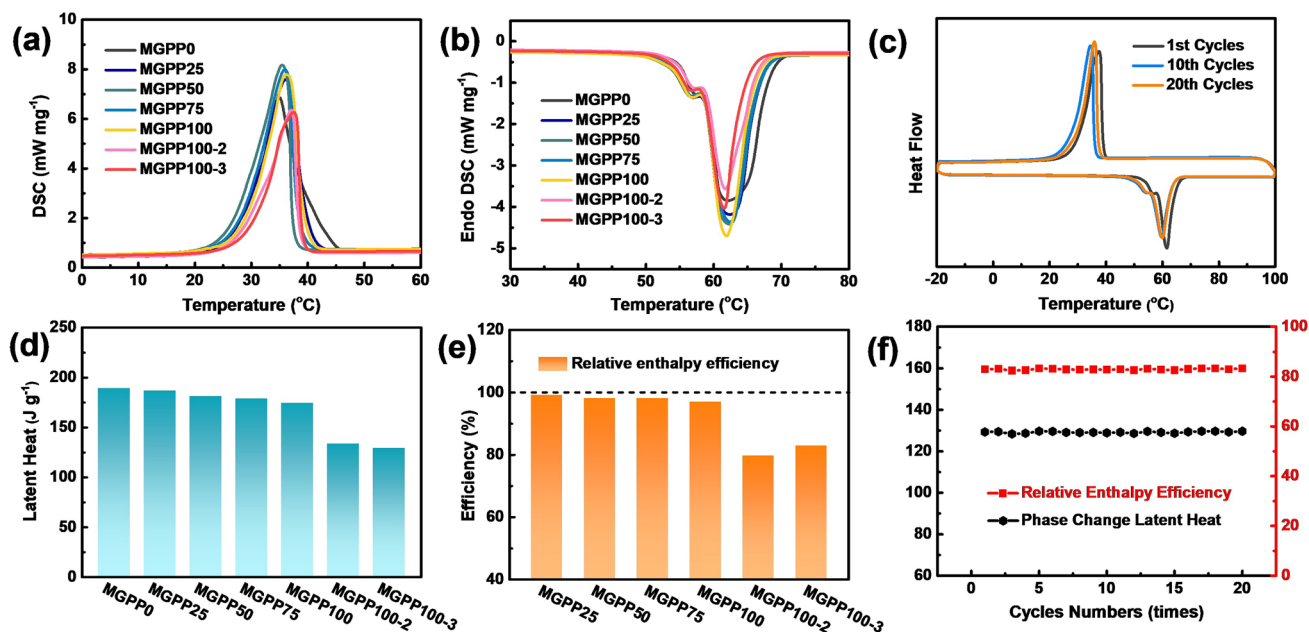 (a)
MGPP0
MGPP25
MGPP50
MGPP75
MGPP100
MGPP100-2
MGPP100-3
DSC (mW mg⁻¹)
10
8
6
4
2
0
0 10 20 30 40 50 60
Temperature (°C)
(b)
MGPP0
MGPP25
MGPP50
MGPP75
MGPP100
MGPP100-2
MGPP100-3
Endo DSC (mW mg⁻¹)
0
-1
-2
-3
-4
-5
30 40 50 60 70 80
Temperature (°C)
(c)
1st Cycles
10th Cycles
20th Cycles
Heat Flow
-20 0 20 40 60 80 100
Temperature (°C)
(d)
Latent Heat (J g⁻¹)
250
200
150
100
50
0
MGPP0 MGPP25 MGPP50 MGPP75 MGPP100 MGPP100-2 MGPP100-3
(e)
Relative enthalpy efficiency
Efficiency (%)
120
100
80
60
40
MGPP25 MGPP50 MGPP75 MGPP100 MGPP100-2 MGPP100-3
(f)
180
160
140
120
100
80
60
100
80
60
40
20
0
Relative Enthalpy Efficiency
Phase Change Latent Heat
0 5 10 15 20
Cycles Numbers (times)